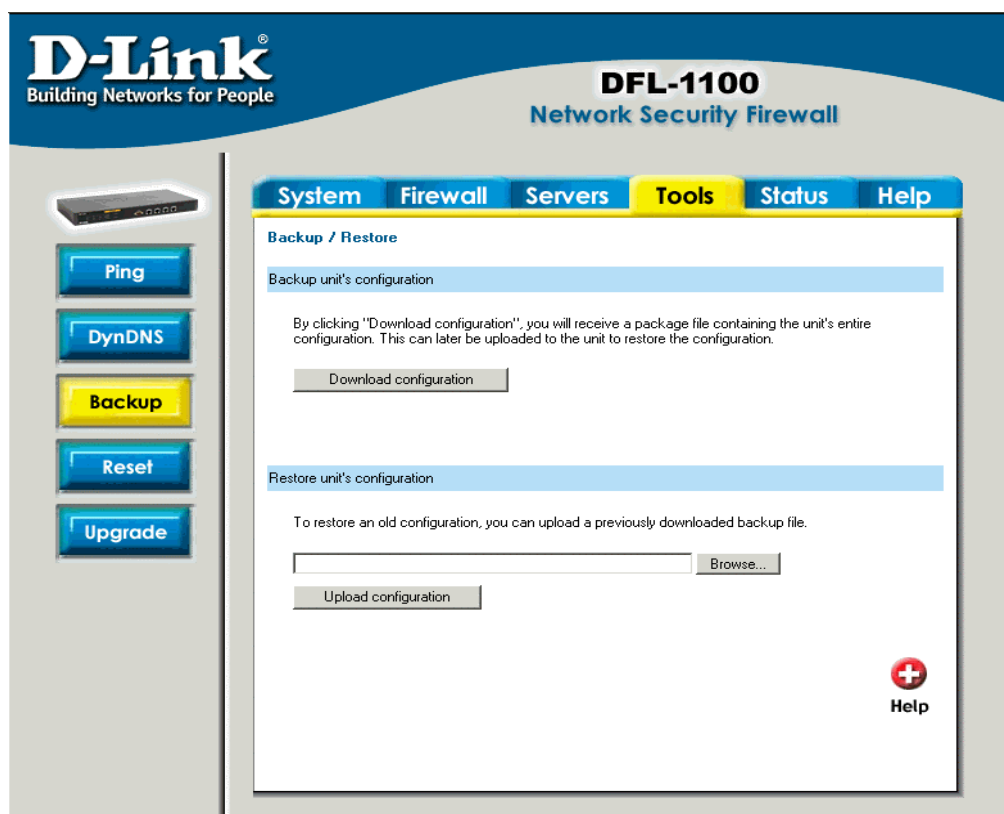 D-Link®
Building Networks for People
DFL-1100
Network Security Firewall
System Firewall Servers Tools Status Help
Ping
DynDNS
Backup
Reset
Upgrade
Backup / Restore
Backup unit's configuration
By clicking "Download configuration", you will receive a package file containing the unit's entire
configuration. This can later be uploaded to the unit to restore the configuration.
Download configuration
Restore unit's configuration
To restore an old configuration, you can upload a previously downloaded backup file.
Browse...
Upload configuration
Help